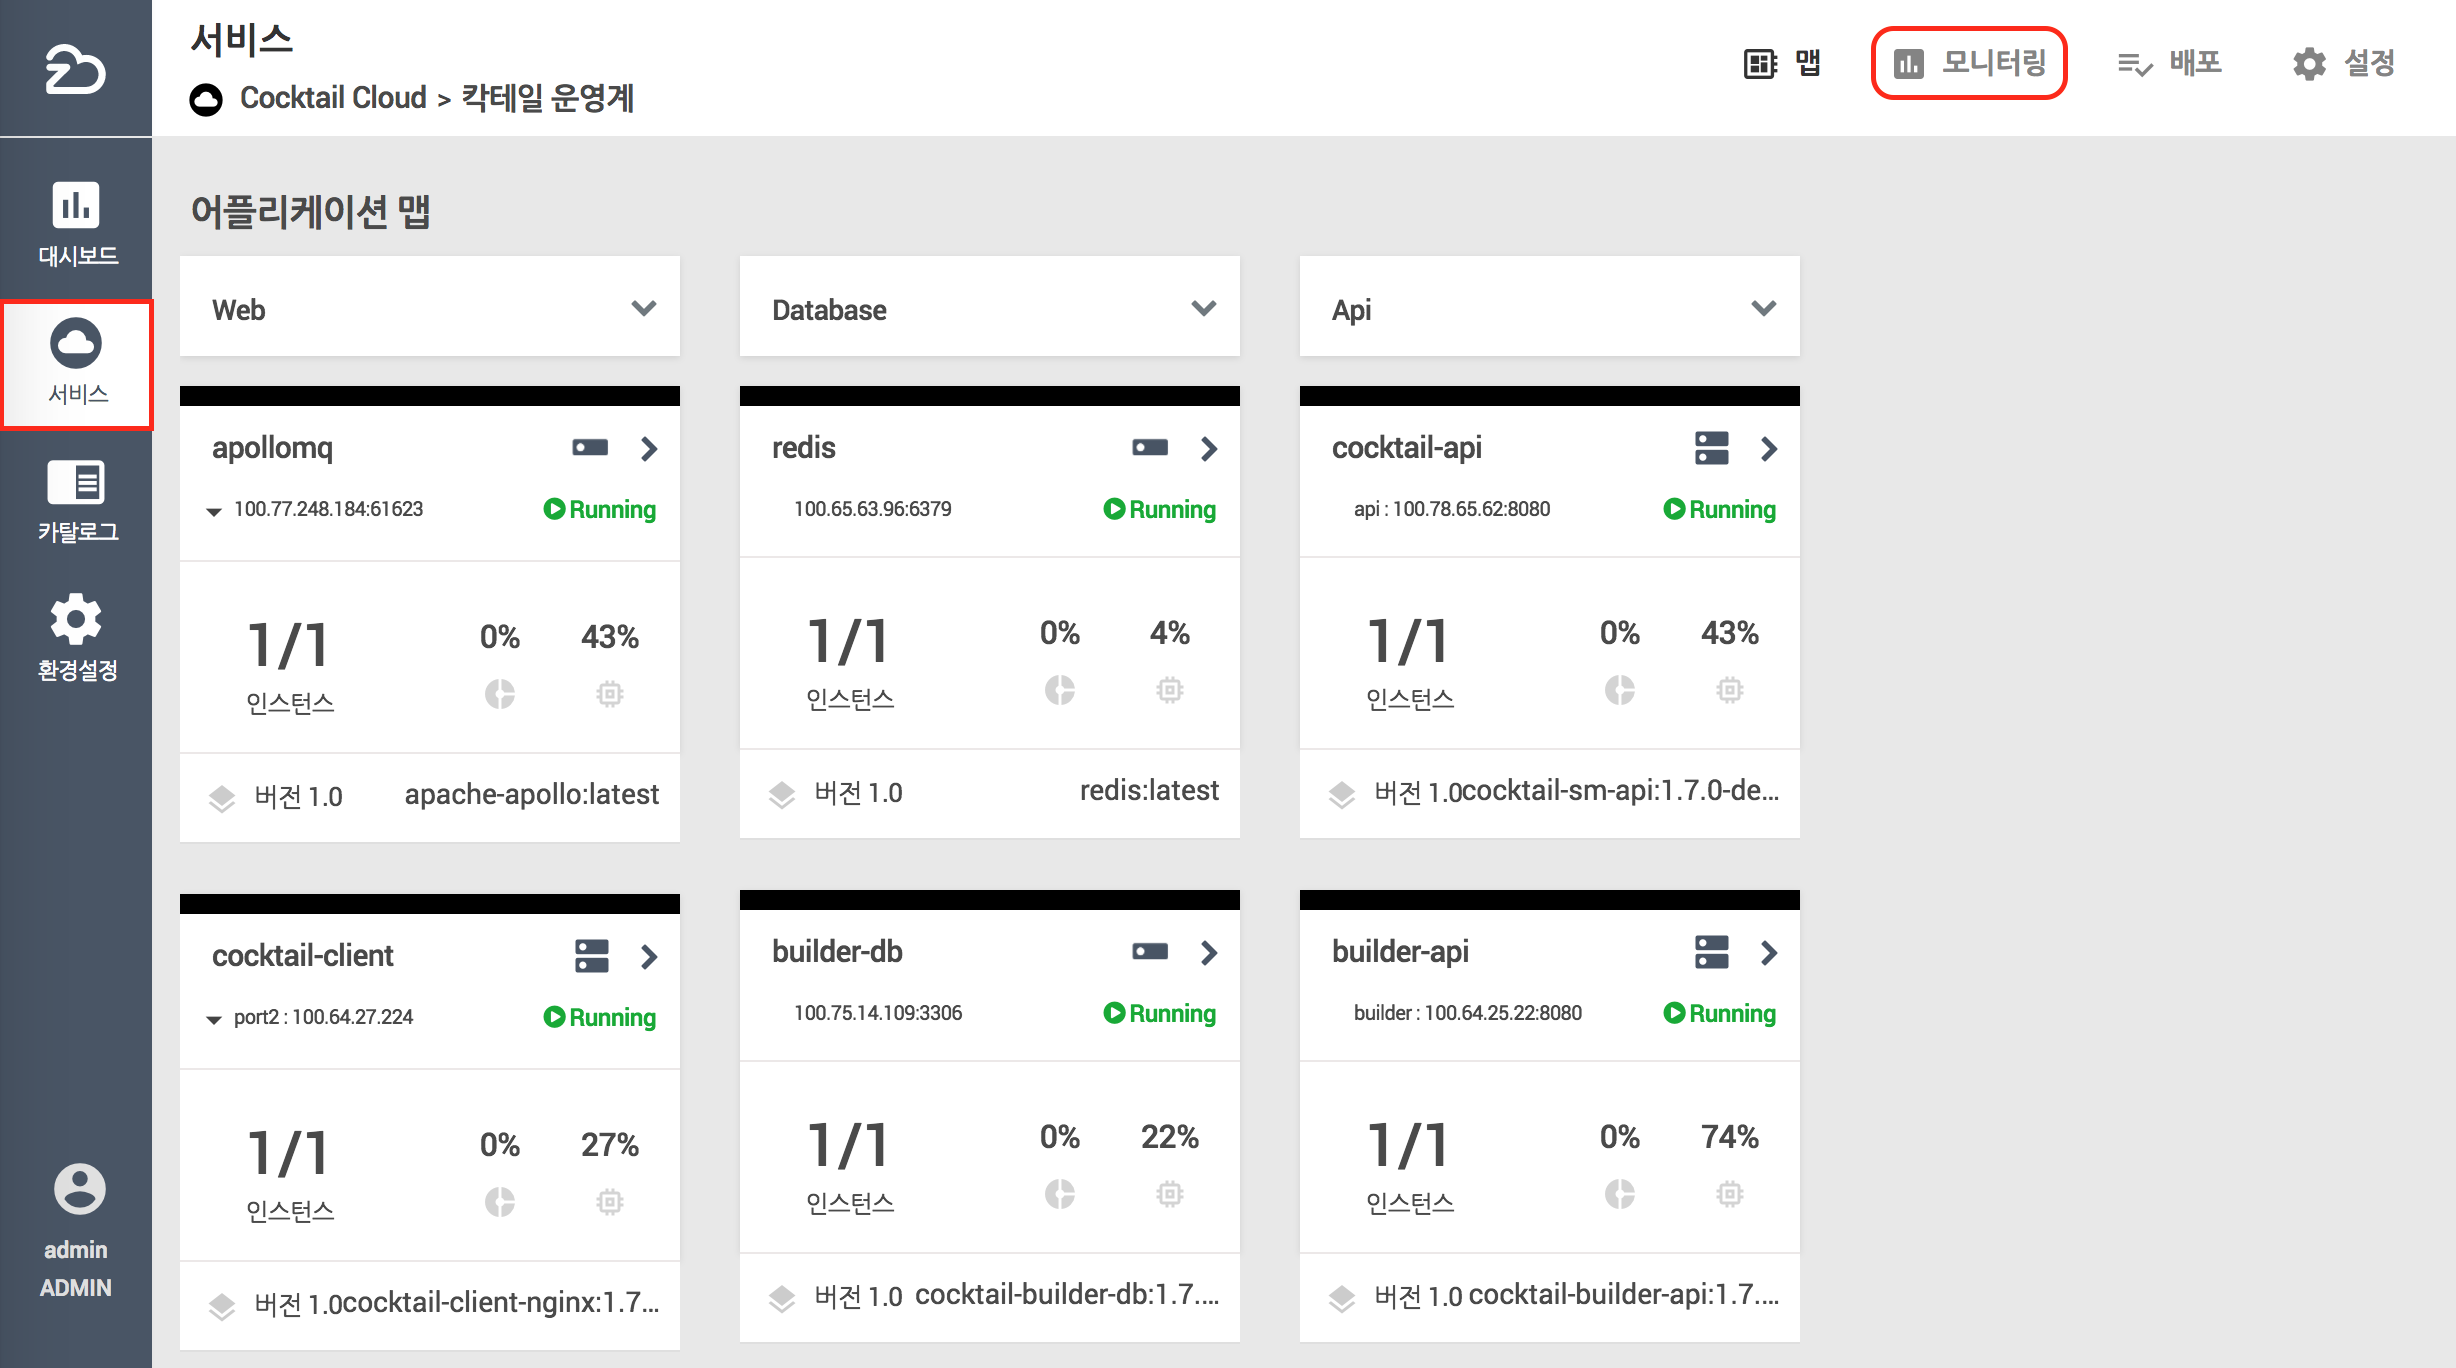 서비스
Cocktail Cloud > 칵테일 운영계
맵
모니터링
배포
설정
대시보드
서비스
카탈로그
환경설정
admin
ADMIN
어플리케이션 맵
Web
apollomq
100.77.248.184:61623
Running
1/1
인스턴스
0%
43%
버전 1.0
apache-apollo:latest
cocktail-client
port2 : 100.64.27.224
Running
1/1
인스턴스
0%
27%
버전 1.0cocktail-client-nginx:1.7...
Database
redis
100.65.63.96:6379
Running
1/1
인스턴스
0%
4%
버전 1.0
redis:latest
builder-db
100.75.14.109:3306
Running
1/1
인스턴스
0%
22%
버전 1.0 cocktail-builder-db:1.7....
Api
cocktail-api
api : 100.78.65.62:8080
Running
1/1
인스턴스
0%
43%
버전 1.0cocktail-sm-api:1.7.0-de...
builder-api
builder : 100.64.25.22:8080
Running
1/1
인스턴스
0%
74%
버전 1.0 cocktail-builder-api:1.7....